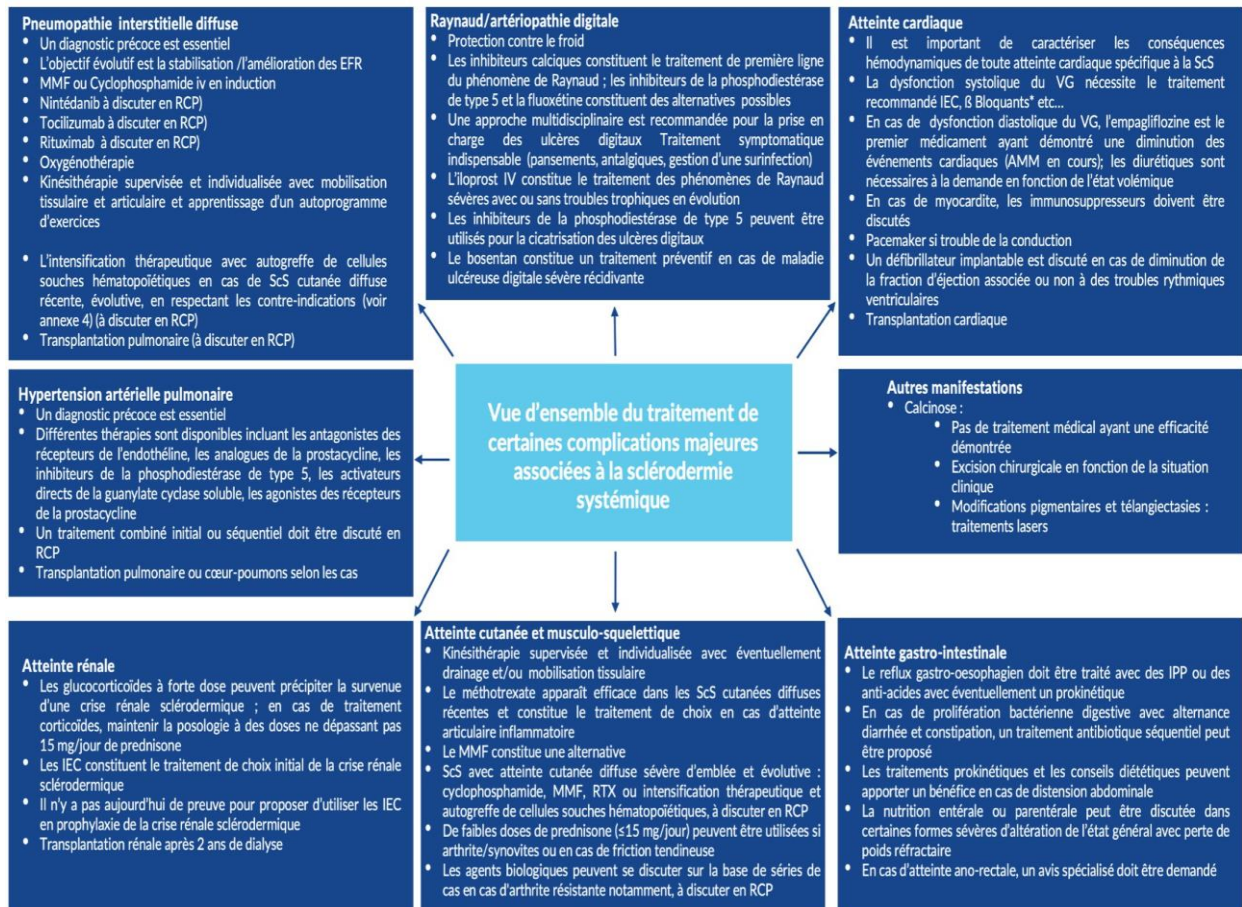 Pneumopathie interstitielle diffuse
• Un diagnostic précoce est essentiel
• L'objectif évolutif est la stabilisation /l'amélioration des EFR
• MMF ou Cyclophosphamide iv en induction
• Nintédanib à discuter en RCP)
• Tocilizumab à discuter en RCP)
• Rituximab à discuter en RCP)
• Oxygénothérapie
• Kinésithérapie supervisée et individualisée avec mobilisation
tissulaire et articulaire et apprentissage d'un autoprogramme
d'exercices
• L'intensification thérapeutique avec autogreffe de cellules
souches hématopoïétiques en cas de ScS cutanée diffuse
récente, évolutive, en respectant les contre-indications (voir
annexe 4) (à discuter en RCP)
• Transplantation pulmonaire (à discuter en RCP)
Raynaud/artériopathie digitale
• Protection contre le froid
• Les inhibiteurs calciques constituent le traitement de première ligne
du phénomène de Raynaud ; les inhibiteurs de la phosphodiestérase
de type 5 et la fluoxétine constituent des alternatives possibles
• Une approche multidisciplinaire est recommandée pour la prise en
charge des ulcères digitaux Traitement symptomatique
indispensable (pansements, antalgiques, gestion d'une surinfection)
• L'iloprost IV constitue le traitement des phénomènes de Raynaud
sévères avec ou sans troubles trophiques en évolution
• Les inhibiteurs de la phosphodiestérase de type 5 peuvent être
utilisés pour la cicatrisation des ulcères digitaux
• Le bosentan constitue un traitement préventif en cas de maladie
ulcéreuse digitale sévère récidivante
Atteinte cardiaque
• Il est important de caractériser les conséquences
hémodynamiques de toute atteinte cardiaque spécifique à la ScS
• La dysfonction systolique du VG nécessite le traitement
recommandé IEC, ß Bloquants* etc...
• En cas de dysfonction diastolique du VG, l'empagliflozine est le
premier médicament ayant démontré une diminution des
événements cardiaques (AMM en cours); les diurétiques sont
nécessaires à la demande en fonction de l'état volémique
• En cas de myocardite, les immunosuppresseurs doivent être
discutés
• Pacemaker si trouble de la conduction
• Un défibrillateur implantable est discuté en cas de diminution de
la fraction d'éjection associée ou non à des troubles rythmiques
ventriculaires
• Transplantation cardiaque
Hypertension artérielle pulmonaire
• Un diagnostic précoce est essentiel
• Différentes thérapies sont disponibles incluant les antagonistes des
récepteurs de l'endothéline, les analogues de la prostacycline, les
inhibiteurs de la phosphodiestérase de type 5, les activateurs
directs de la guanylate cyclase soluble, les agonistes des récepteurs
de la prostacycline
• Un traitement combiné initial ou séquentiel doit être discuté en
RCP
• Transplantation pulmonaire ou cœur-poumons selon les cas
Vue d'ensemble du traitement de
certaines complications majeures
associées à la sclérodermie
systémique
Autres manifestations
• Calcinose :
• Pas de traitement médical ayant une efficacité
démontrée
• Excision chirurgicale en fonction de la situation
clinique
• Modifications pigmentaires et télangiectasies :
traitements lasers
Atteinte rénale
• Les glucocorticoïdes à forte dose peuvent précipiter la survenue
d'une crise rénale sclérodermique ; en cas de traitement
corticoïdes, maintenir la posologie à des doses ne dépassant pas
15 mg/jour de prednisone
• Les IEC constituent le traitement de choix initial de la crise rénale
sclérodermique
• Il n'y a pas aujourd'hui de preuve pour proposer d'utiliser les IEC
en prophylaxie de la crise rénale sclérodermique
• Transplantation rénale après 2 ans de dialyse
Atteinte cutanée et musculo-squelettique
• Kinésithérapie supervisée et individualisée avec éventuellement
drainage et/ou mobilisation tissulaire
• Le méthotrexate apparaît efficace dans les ScS cutanées diffuses
récentes et constitue le traitement de choix en cas d'atteinte
articulaire inflammatoire
• Le MMF constitue une alternative
• ScS avec atteinte cutanée diffuse sévère d'emblée et évolutive :
cyclophosphamide, MMF, RTX ou intensification thérapeutique et
autogreffe de cellules souches hématopoïétiques, à discuter en RCP
• De faibles doses de prednisone (≤15 mg/jour) peuvent être utilisées si
arthrite/synovites ou en cas de friction tendineuse
• Les agents biologiques peuvent se discuter sur la base de séries de
cas en cas d'arthrite résistante notamment, à discuter en RCP
Atteinte gastro-intestinale
• Le reflux gastro-oesophagien doit être traité avec des IPP ou des
anti-acides avec éventuellement un prokinétique
• En cas de prolifération bactérienne digestive avec alternance
diarrhée et constipation, un traitement antibiotique séquentiel peut
être proposé
• Les traitements prokinétiques et les conseils diététiques peuvent
apporter un bénéfice en cas de distension abdominale
• La nutrition entérale ou parentérale peut être discutée dans
certaines formes sévères d'altération de l'état général avec perte de
poids réfractaire
• En cas d'atteinte ano-rectale, un avis spécialisé doit être demandé